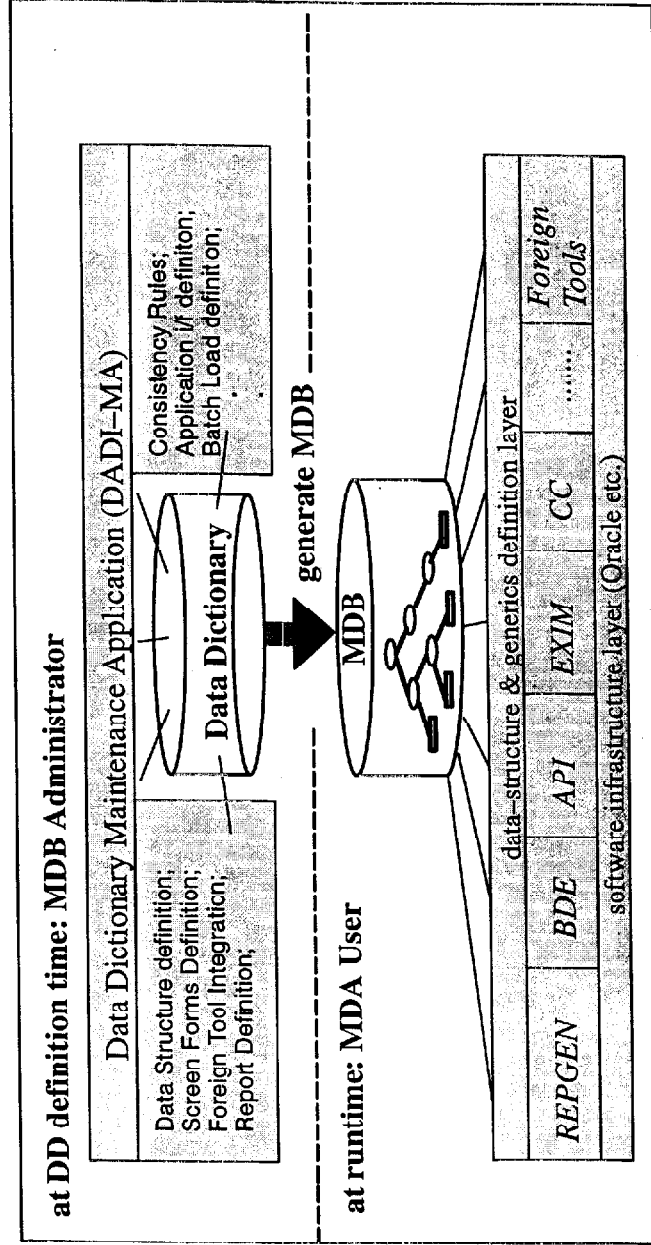 at DD definition time: MDB Administrator
Data Dictionary Maintenance Application (DADI-MA)
Data Structure definition;
Screen Forms Definition;
Foreign Tool Integration;
Report Definition;
Data Dictionary
Consistency Rules;
Application i/f definiton;
Batch Load definition;
. .
generate MDB
at runtime: MDA User
MDB
data-structure & generics definition layer
REPGEN BDE API EXIM CC ....... Foreign
Tools
software infrastructure layer (Oracle etc.)